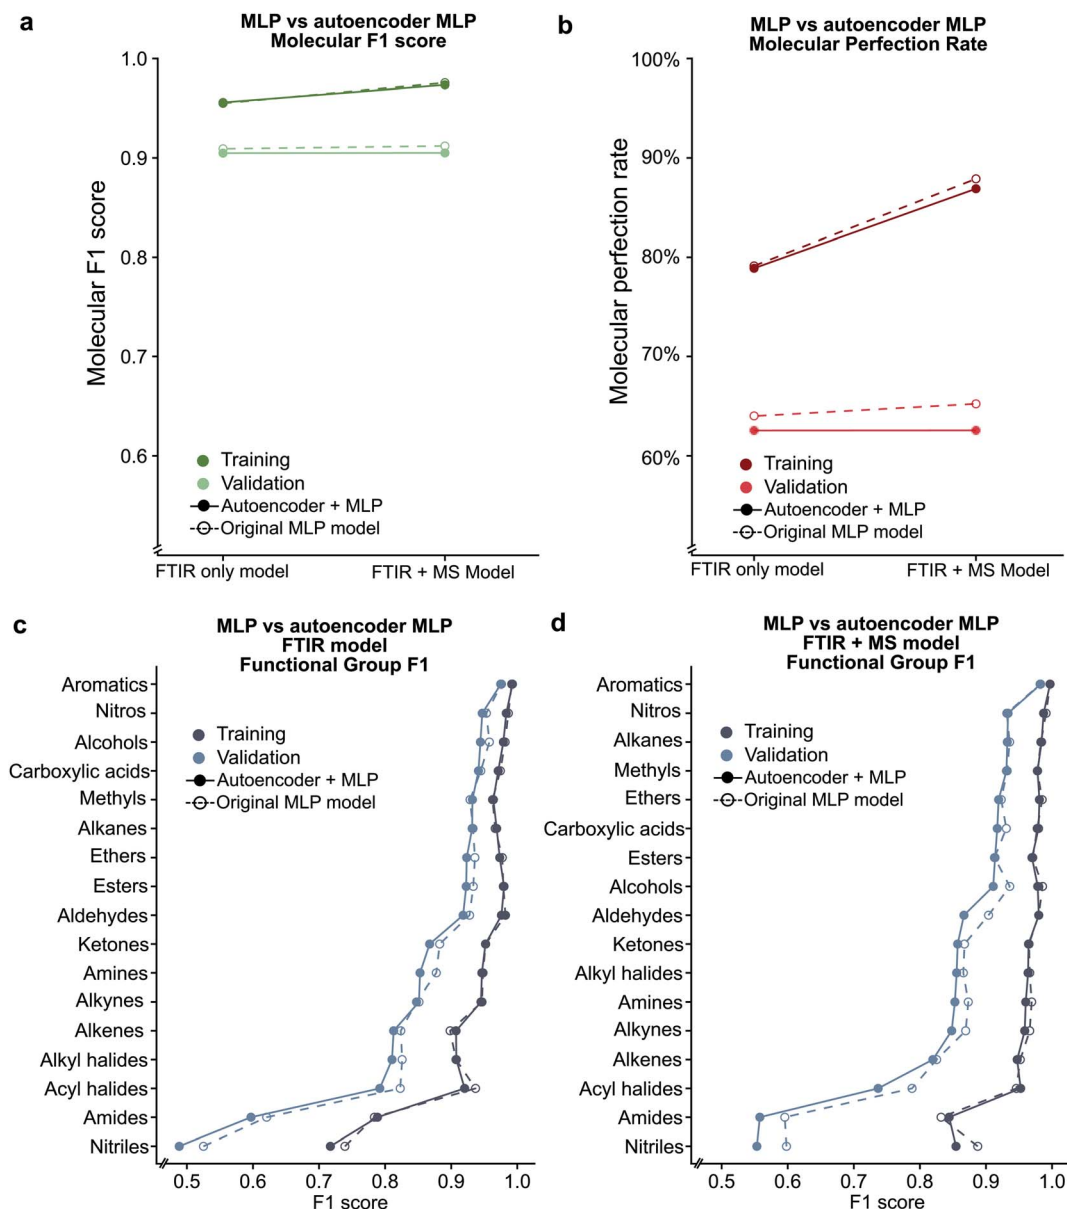 a
MLP vs autoencoder MLP
Molecular F1 score
1.0
0.9
0.8
0.7
0.6
Molecular F1 score
Training
Validation
Autoencoder + MLP
Original MLP model
FTIR only model
FTIR + MS Model
b
MLP vs autoencoder MLP
Molecular Perfection Rate
100%
90%
80%
70%
60%
Molecular perfection rate
Training
Validation
Autoencoder + MLP
Original MLP model
FTIR only model
FTIR + MS Model
c
MLP vs autoencoder MLP
FTIR model
Functional Group F1
Aromatics
Nitros
Alcohols
Carboxylic acids
Methyls
Alkanes
Ethers
Esters
Aldehydes
Ketones
Amines
Alkynes
Alkenes
Alkyl halides
Acyl halides
Amides
Nitriles
Training
Validation
Autoencoder + MLP
Original MLP model
0.5 0.6 0.7 0.8 0.9 1.0
F1 score
d
MLP vs autoencoder MLP
FTIR + MS model
Functional Group F1
Aromatics
Nitros
Alkanes
Methyls
Ethers
Carboxylic acids
Esters
Alcohols
Aldehydes
Ketones
Alkyl halides
Amines
Alkynes
Alkenes
Acyl halides
Amides
Nitriles
Training
Validation
Autoencoder + MLP
Original MLP model
0.5 0.6 0.7 0.8 0.9 1.0
F1 score